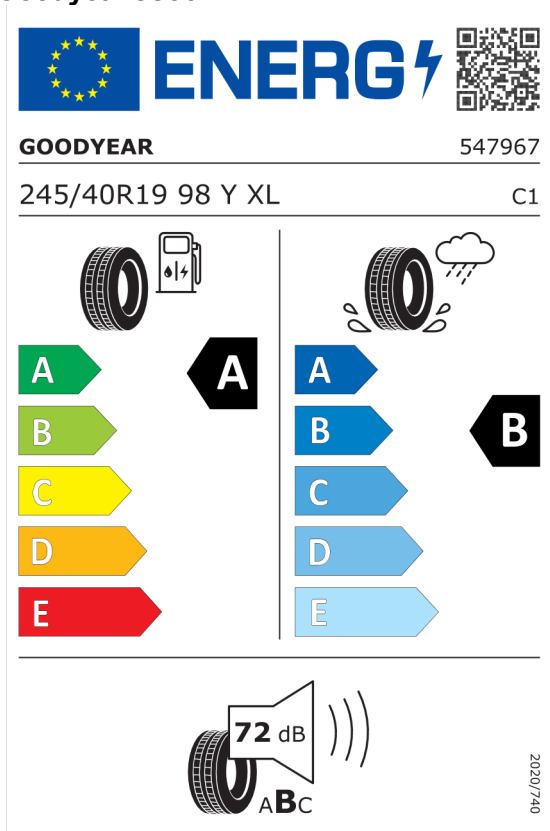 ENERG
GOODYEAR 547967
245/40R19 98 Y XL C1
A A A
B B B
C C
D D
E E
72 dB
ABC
2020/740